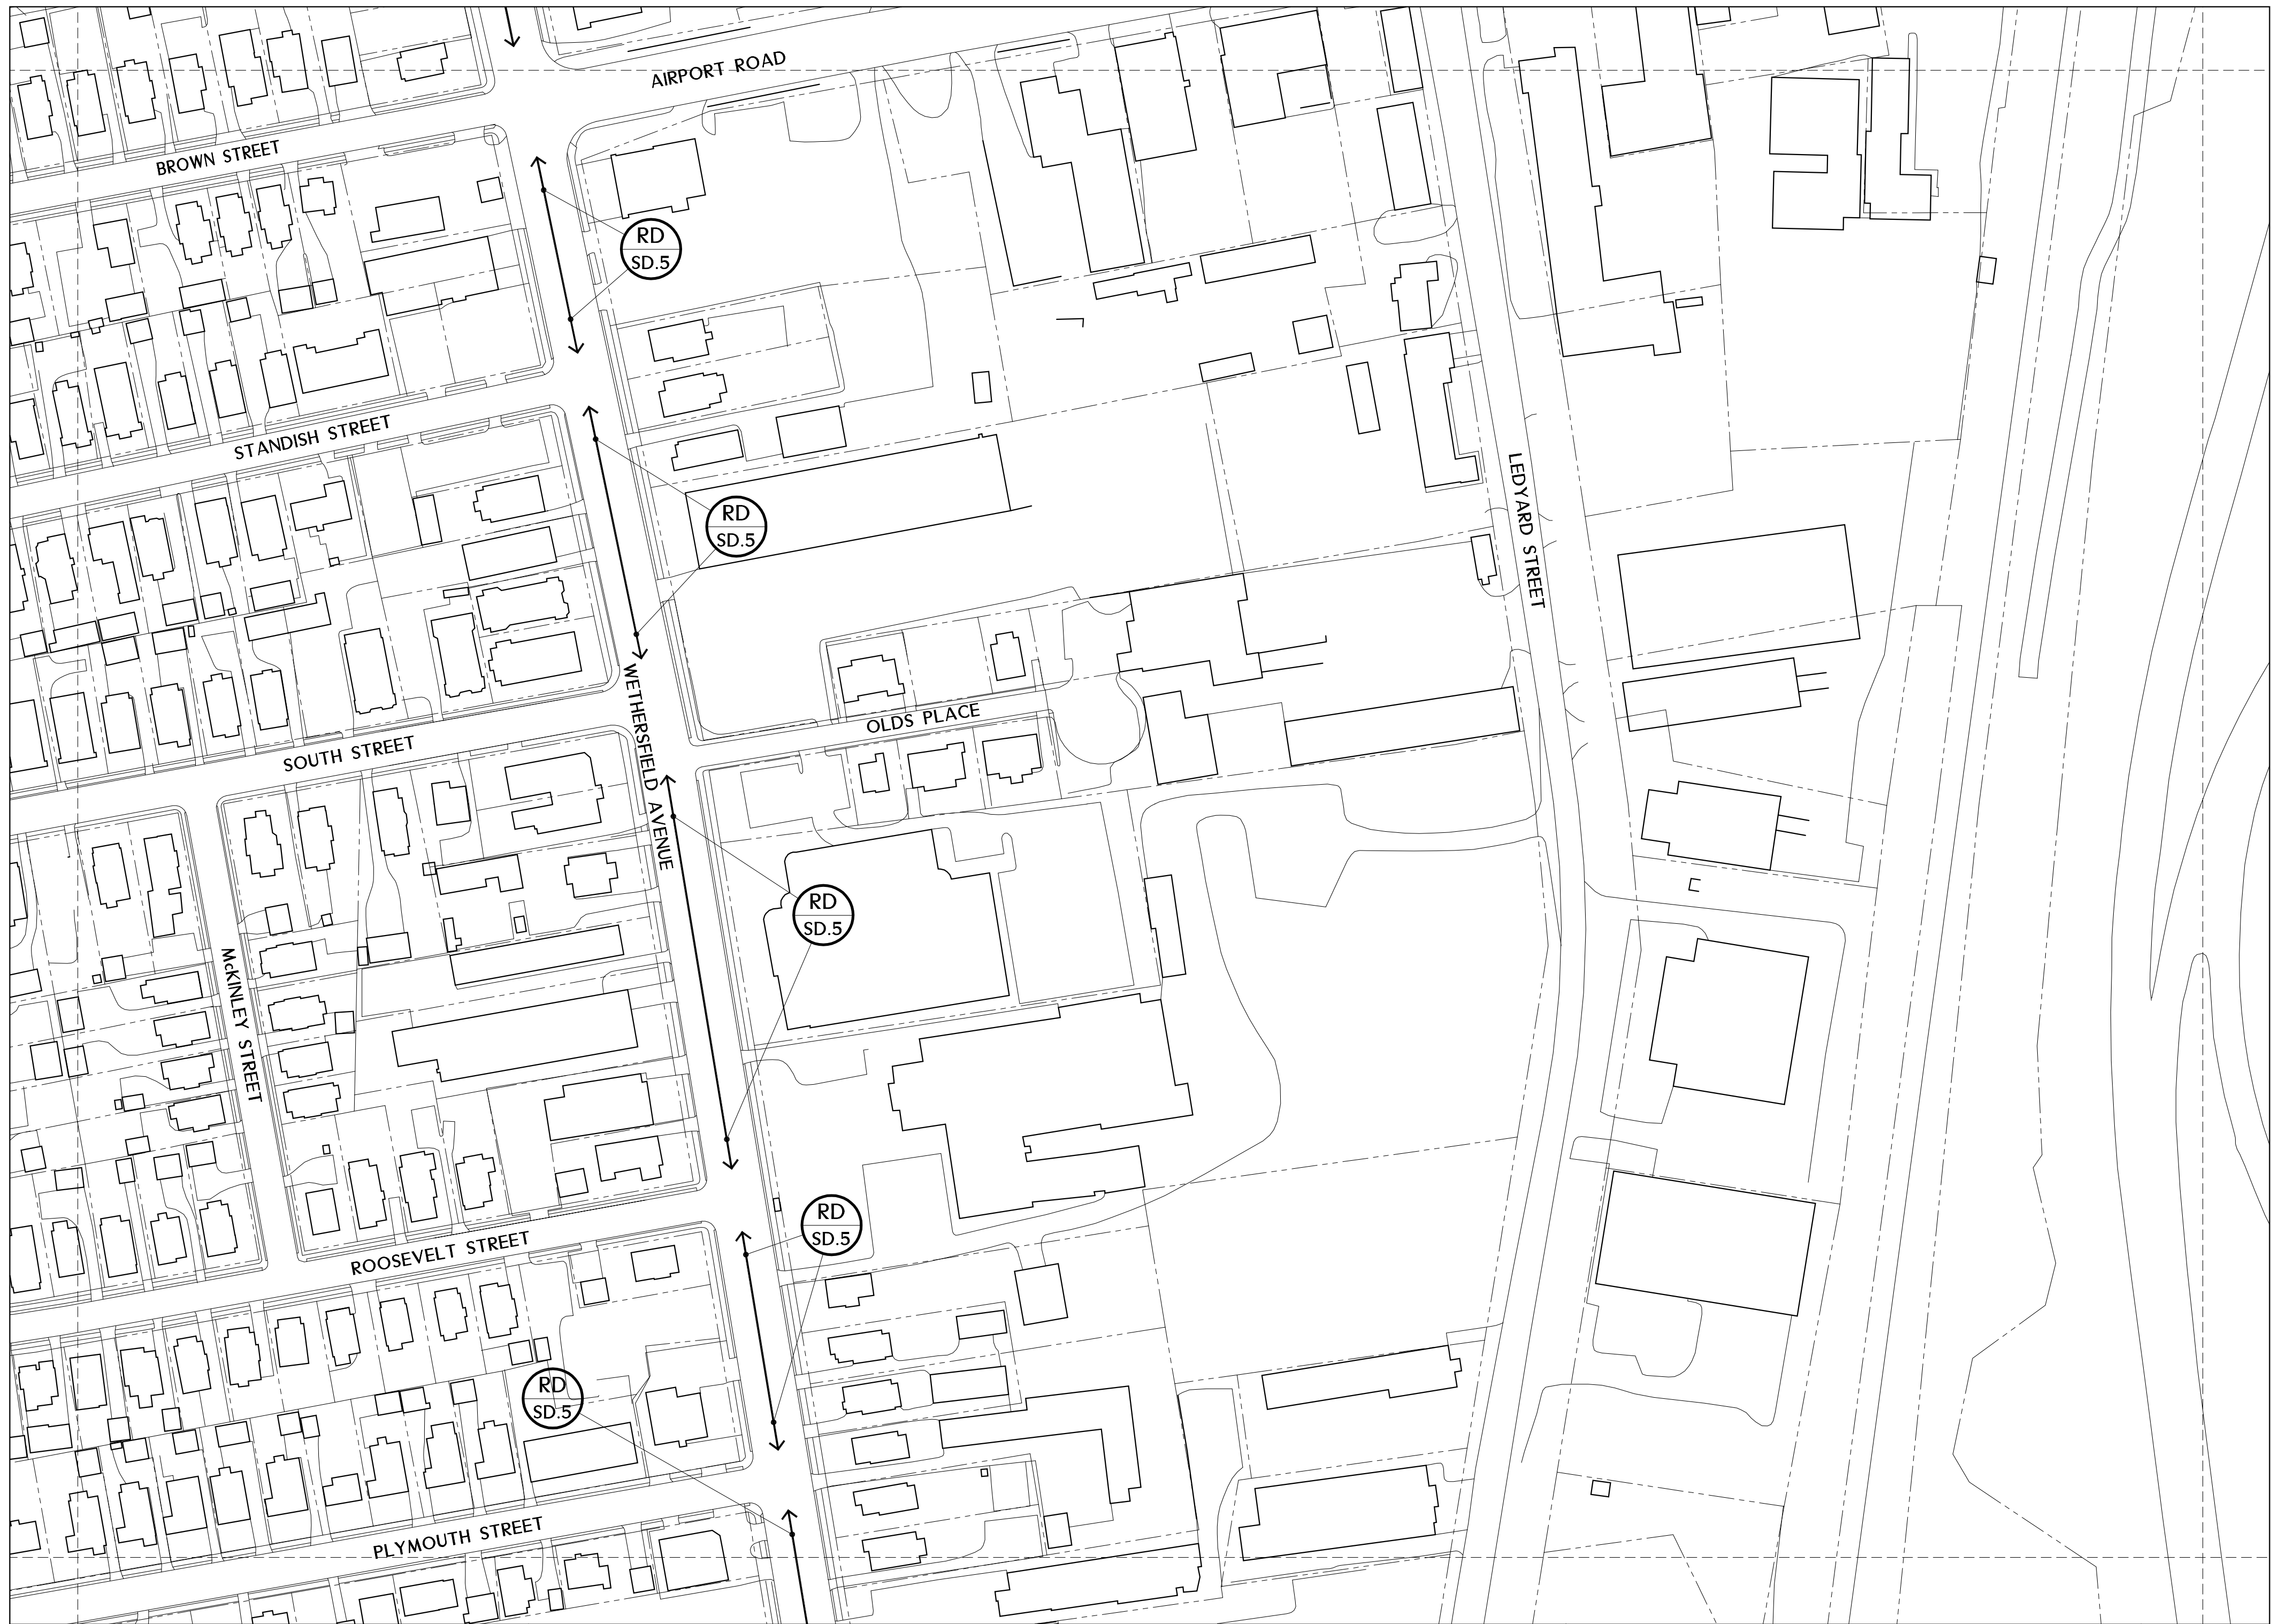 AIRPORT ROAD
BROWN STREET
RD
SD.5
STANDISH STREET
LEDYARD STREET
RD
SD.5
WETHERSFIELD AVENUE
OLDS PLACE
SOUTH STREET
RD
SD.5
McKINLEY STREET
RD
SD.5
ROOSEVELT STREET
RD
SD.5
PLYMOUTH STREET